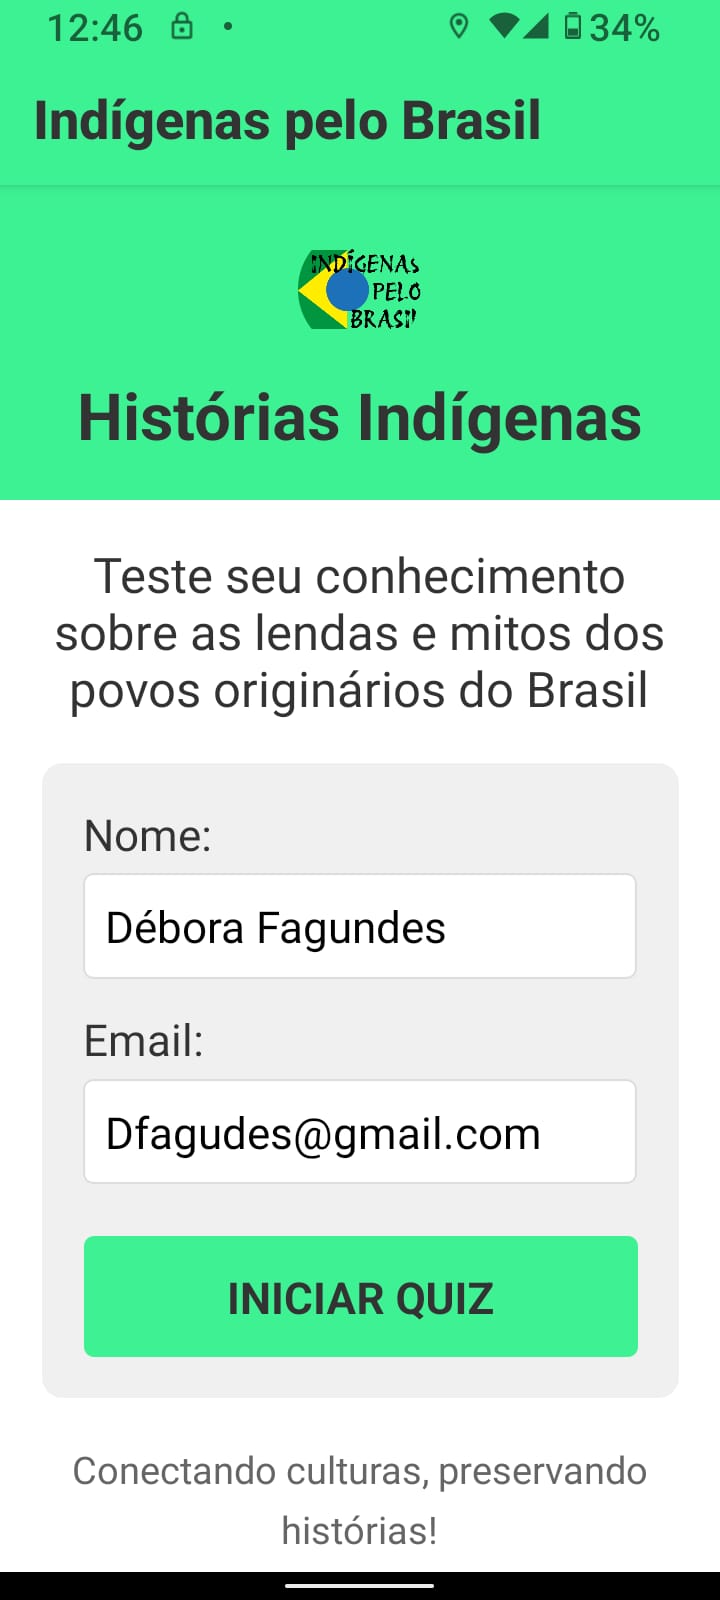 12:46
34%
Indígenas pelo Brasil
INDÍGENAS
PELO
BRASIL
Histórias Indígenas
Teste seu conhecimento
sobre as lendas e mitos dos
povos originários do Brasil
Nome:
Débora Fagundes
Email:
Dfagudes@gmail.com
INICIAR QUIZ
Conectando culturas, preservando
histórias!